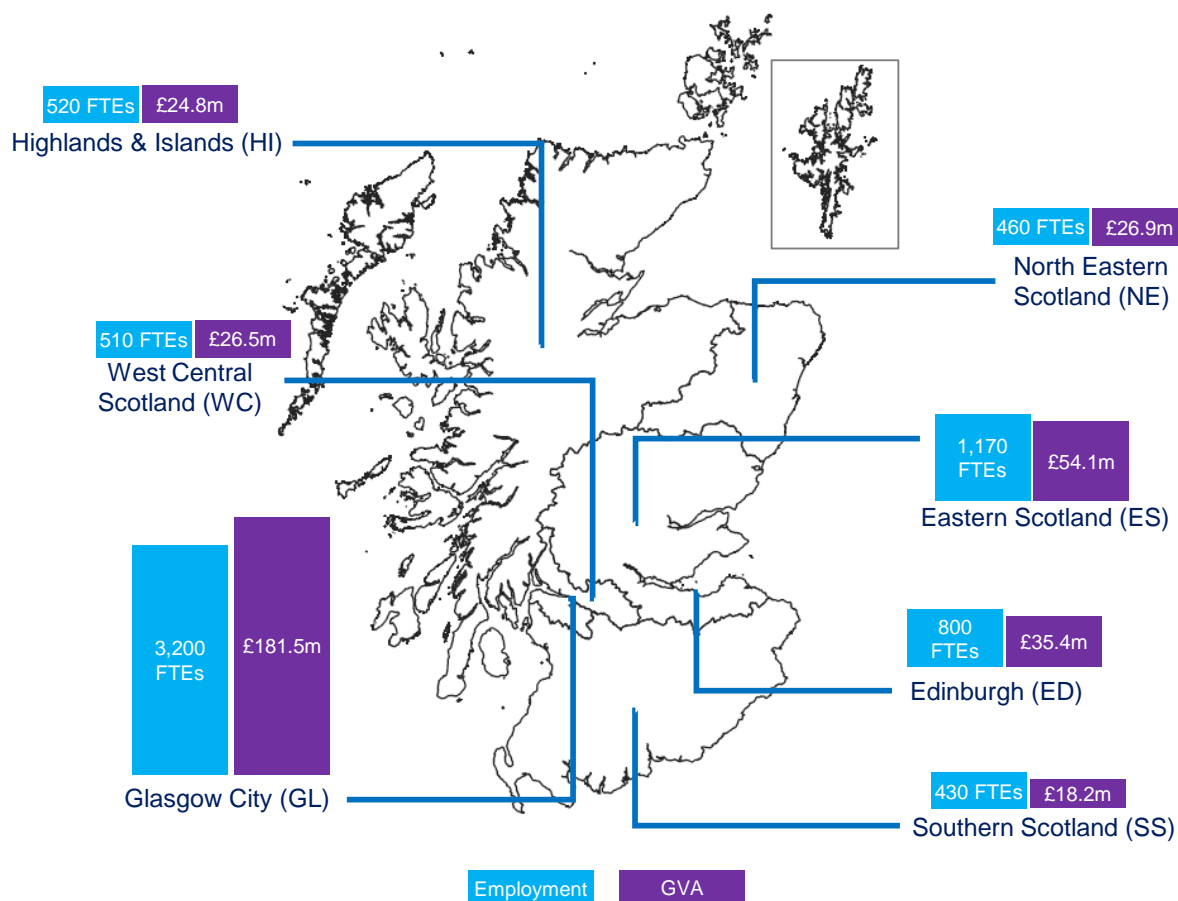 520 FTEs
£24.8m
Highlands & Islands (HI)
460 FTEs
£26.9m
North Eastern
Scotland (NE)
510 FTEs
£26.5m
West Central
Scotland (WC)
1,170
FTEs
£54.1m
Eastern Scotland (ES)
3,200
FTEs
£181.5m
Glasgow City (GL)
800
FTEs
£35.4m
Edinburgh (ED)
430 FTEs
£18.2m
Southern Scotland (SS)
Employment
GVA